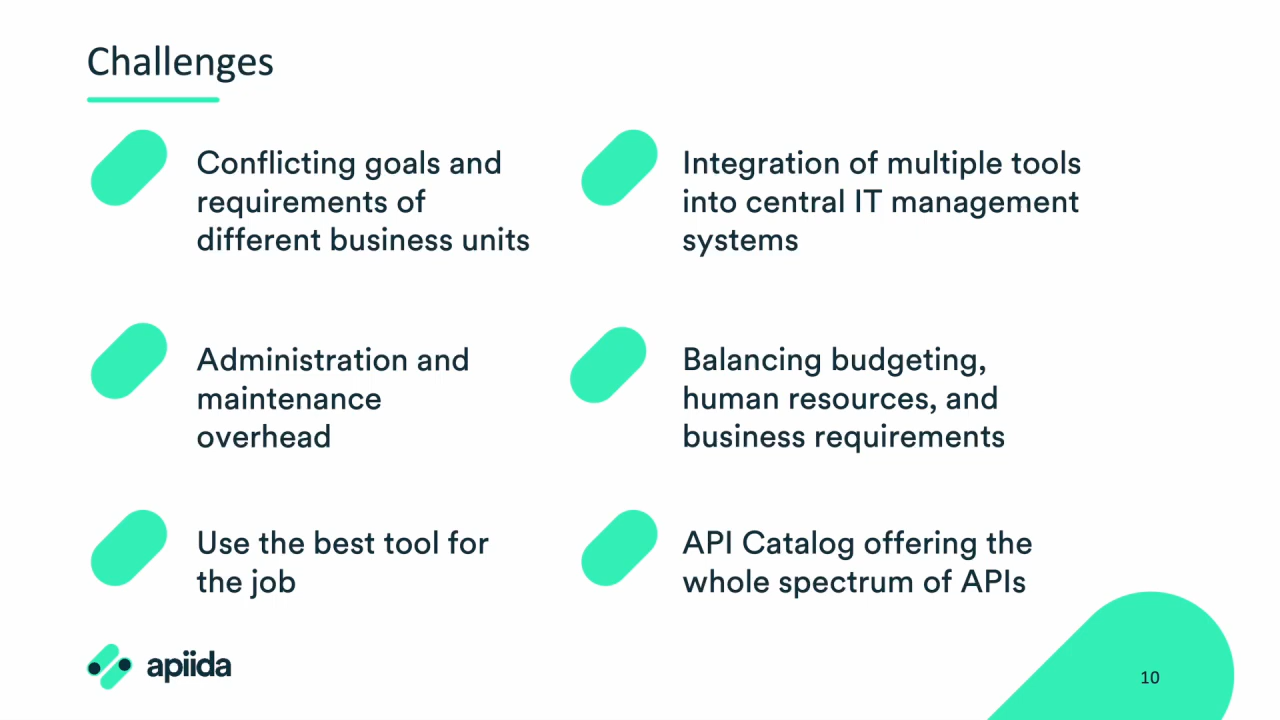 Challenges
Conflicting goals and
requirements of
different business units
Integration of multiple tools
into central IT management
systems
Administration and
maintenance
overhead
Balancing budgeting,
human resources, and
business requirements
Use the best tool for
the job
API Catalog offering the
whole spectrum of APIs
apiida
10